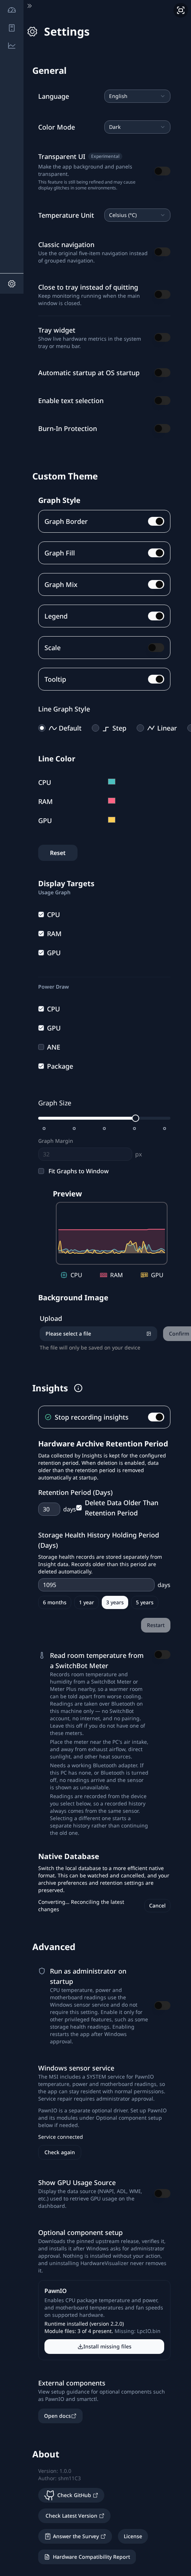 Settings
General
Language
English
Color Mode
Dark
Transparent UI
Experimental
Make the app background and panels
transparent.
This feature is still being refined and may cause
display glitches in some environments.
Temperature Unit
Celsius (°C)
Classic navigation
Use the original five-item navigation instead
of grouped navigation.
Close to tray instead of quitting
Keep monitoring running when the main
window is closed.
Tray widget
Show live hardware metrics in the system
tray or menu bar.
Automatic startup at OS startup
Enable text selection
Burn-In Protection
Custom Theme
Graph Style
Graph Border
Graph Fill
Graph Mix
Legend
Scale
Tooltip
Line Graph Style
Default
Step
Linear
Line Color
CPU
RAM
GPU
Reset
Display Targets
Usage Graph
CPU
RAM
GPU
Power Draw
CPU
GPU
ANE
Package
Graph Size
Graph Margin
32
px
Fit Graphs to Window
Preview
CPU
RAM
GPU
Background Image
Upload
Please select a file
Confirm
The file will only be saved on your device
Insights
Stop recording insights
Hardware Archive Retention Period
Data collected by Insights is kept for the configured
retention period. When deletion is enabled, data
older than the retention period is removed
automatically at startup.
Retention Period (Days)
30
days
Delete Data Older Than
Retention Period
Storage Health History Holding Period
(Days)
Storage health records are stored separately from
Insight data. Records older than this period are
deleted automatically.
1095
days
6 months
1 year
3 years
5 years
Restart
Read room temperature from
a SwitchBot Meter
Records room temperature and
humidity from a SwitchBot Meter or
Meter Plus nearby, so a warmer room
can be told apart from worse cooling.
Readings are taken over Bluetooth on
this machine only — no SwitchBot
account, no internet, and no pairing.
Leave this off if you do not have one of
these meters.
Place the meter near the PC's air intake,
and away from exhaust airflow, direct
sunlight, and other heat sources.
Needs a working Bluetooth adapter. If
this PC has none, or Bluetooth is turned
off, no readings arrive and the sensor
is shown as unavailable.
Readings are recorded from the device
you select below, so a recorded history
always comes from the same sensor.
Selecting a different one starts a
separate history rather than continuing
the old one.
Native Database
Switch the local database to a more efficient native
format. This can be watched and cancelled, and your
archive preferences and retention settings are
preserved.
Converting... Reconciling the latest
changes
Cancel
Advanced
Run as administrator on
startup
CPU temperature, power and
motherboard readings use the
Windows sensor service and do not
require this setting. Enable it only for
other privileged features, such as some
storage health readings. Enabling
restarts the app after Windows
approval.
Windows sensor service
The MSI includes a SYSTEM service for PawnIO
temperature, power and motherboard readings, so
the app can stay resident with normal permissions.
Service repair requires administrator approval.
PawnIO is a separate optional driver. Set up PawnIO
and its modules under Optional component setup
below if needed.
Service connected
Check again
Show GPU Usage Source
Display the data source (NVAPI, ADL, WMI,
etc.) used to retrieve GPU usage on the
dashboard.
Optional component setup
Downloads the pinned upstream release, verifies it,
and installs it after Windows asks for administrator
approval. Nothing is installed without your action,
and uninstalling HardwareVisualizer never removes
it.
PawnIO
Enables CPU package temperature and power,
and motherboard temperature and fan speeds
on supported hardware.
Runtime installed (version 2.2.0)
Module files: 3 of 4 present. Missing: LpcIO.bin
Install missing files
External components
View setup guidance for optional components such
as PawnIO and smartctl.
Open docs
About
Version: 1.0.0
Author: shm11C3
Check GitHub
Check Latest Version
Answer the Survey
License
Hardware Compatibility Report